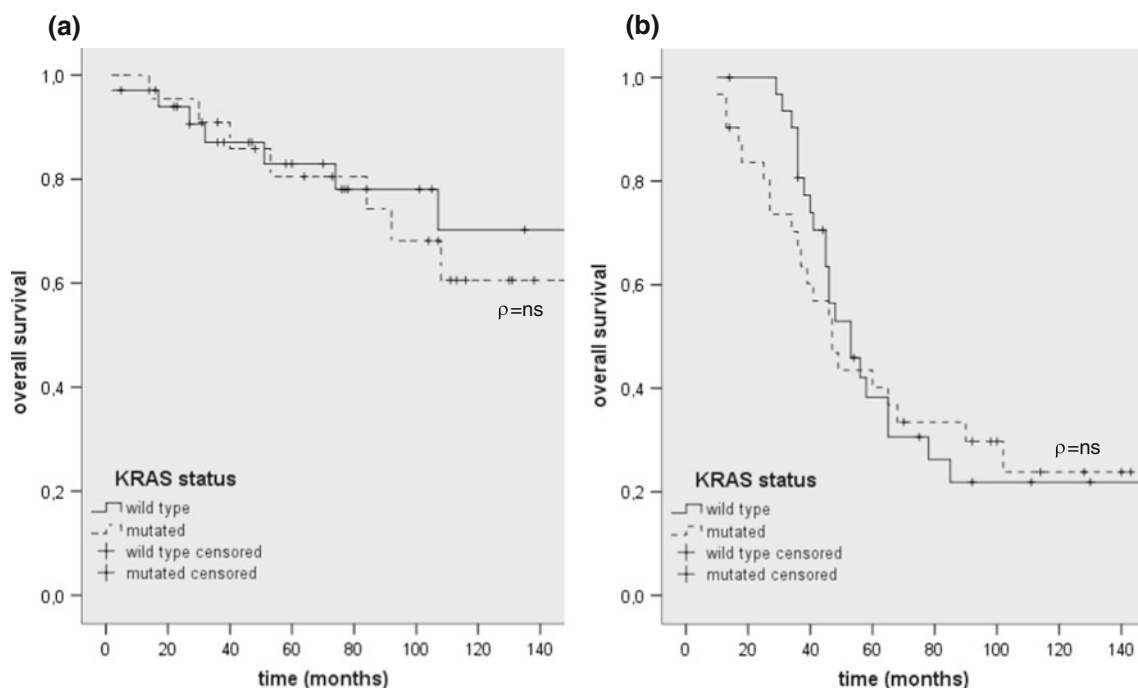 (a)
1,0
0,8
0,6
0,4
0,2
0,0
overall survival
ρ=ns
KRAS status
wild type
mutated
wild type censored
mutated censored
0 20 40 60 80 100 120 140
time (months)
(b)
1,0
0,8
0,6
0,4
0,2
0,0
overall survival
ρ=ns
KRAS status
wild type
mutated
wild type censored
mutated censored
0 20 40 60 80 100 120 140
time (months)